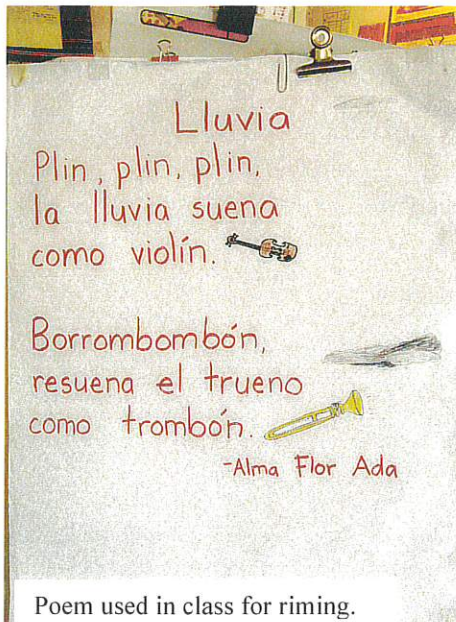 Lluvia
Plin, plin, plin,
la lluvia suena
como violín.
Borrombombón,
resuena el trueno
como trombón.
-Alma Flor Ada
Poem used in class for riming.